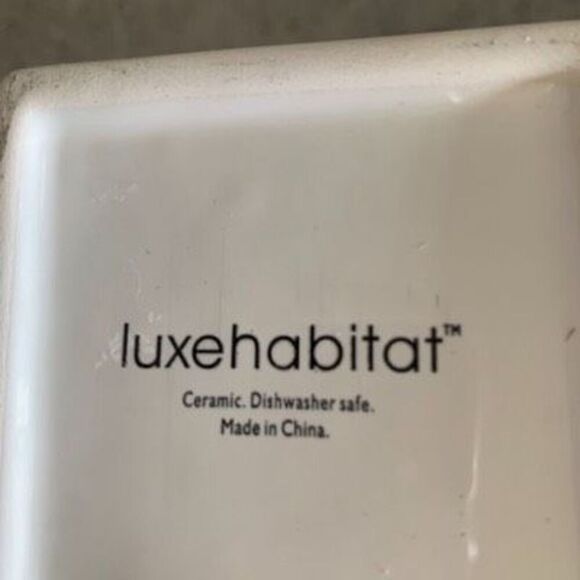 luxehabitat™
Ceramic. Dishwasher safe.
Made in China.